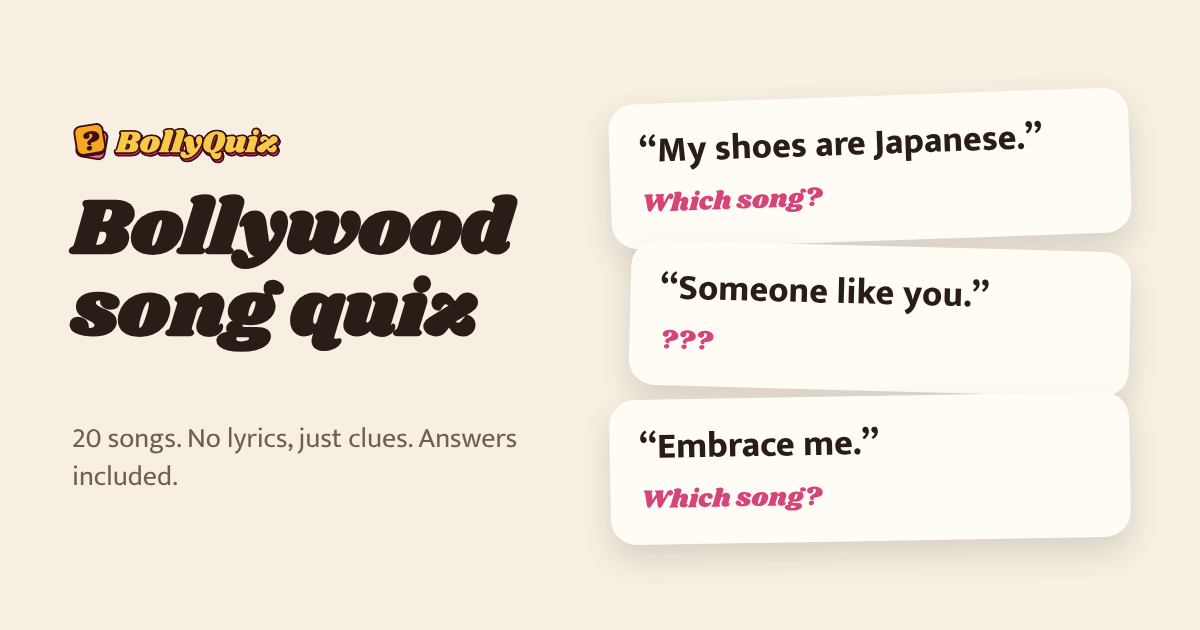 BollyQuiz
Bollywood
song quiz
20 songs. No lyrics, just clues. Answers
included.
“My shoes are Japanese.”
Which song?
“Someone like you.”
???
“Embrace me.”
Which song?